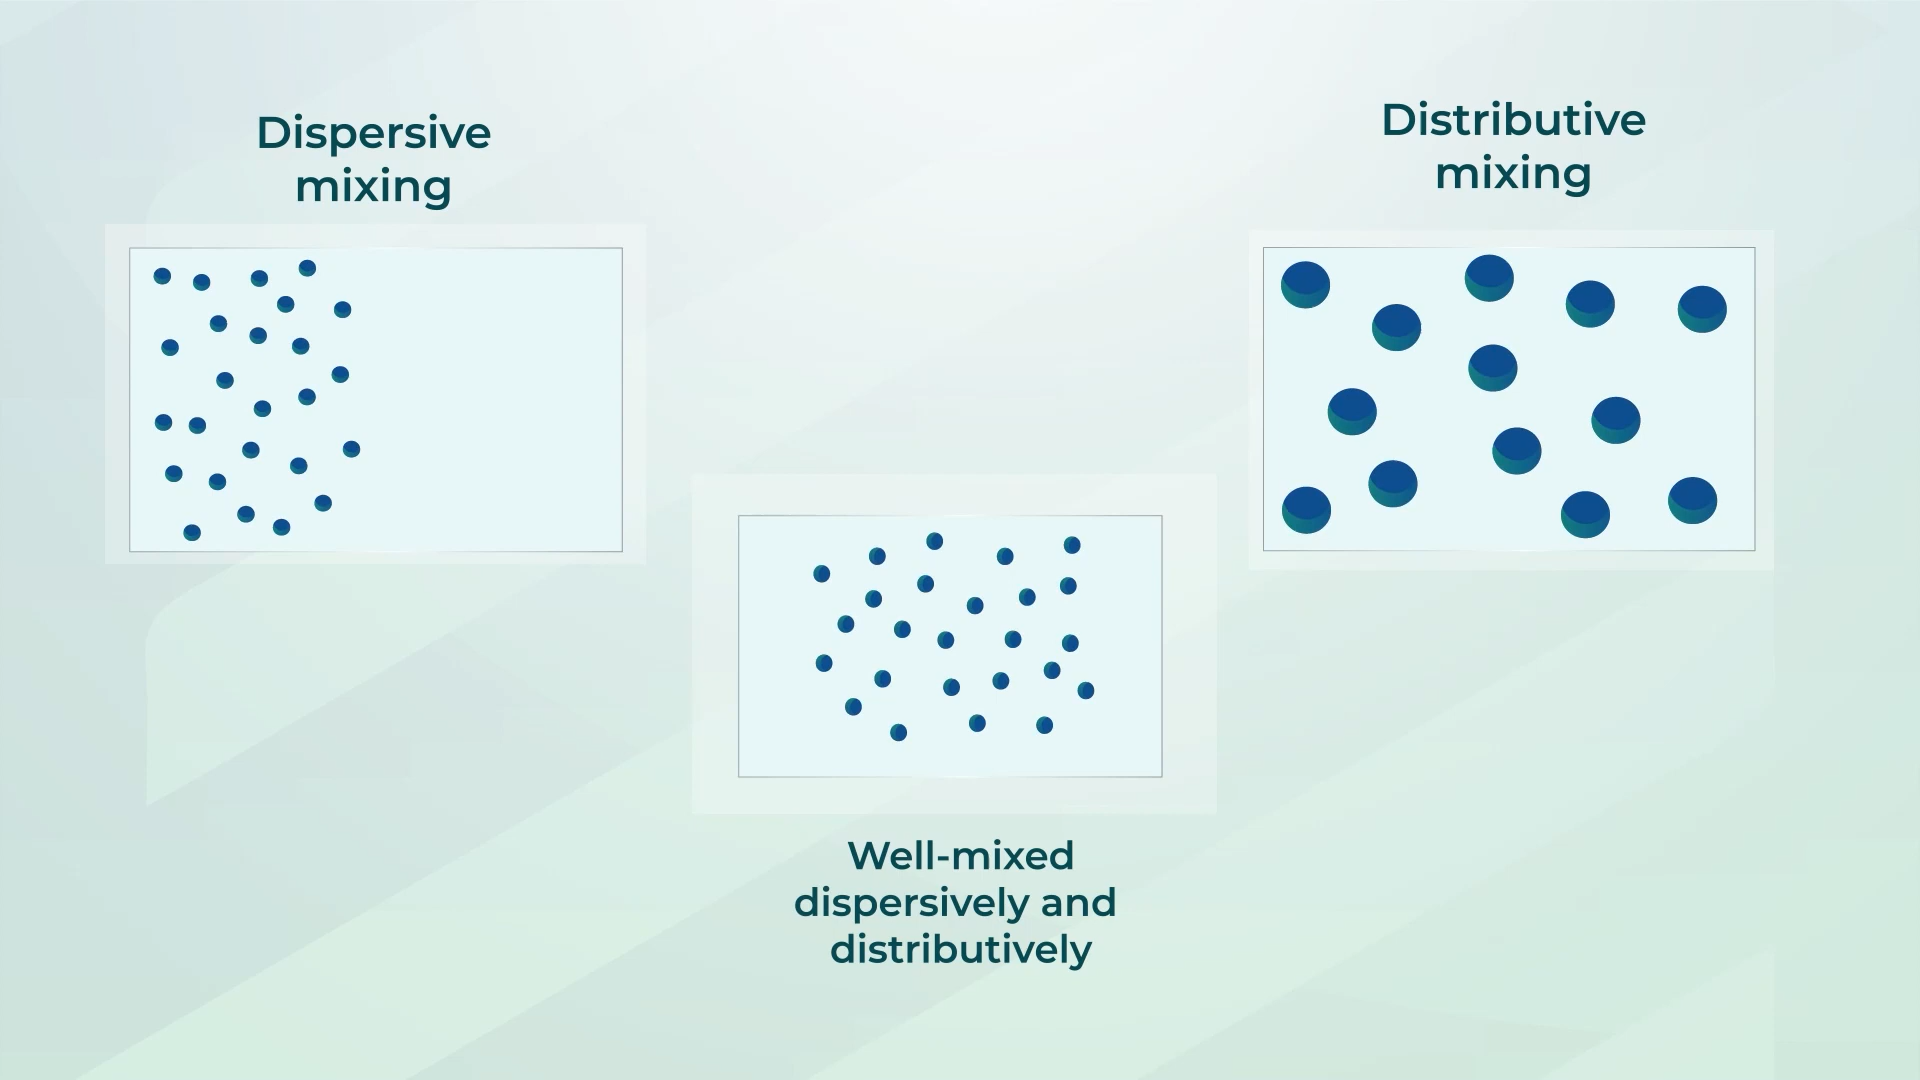 Dispersive
mixing
Distributive
mixing
Well-mixed
dispersively and
distributively